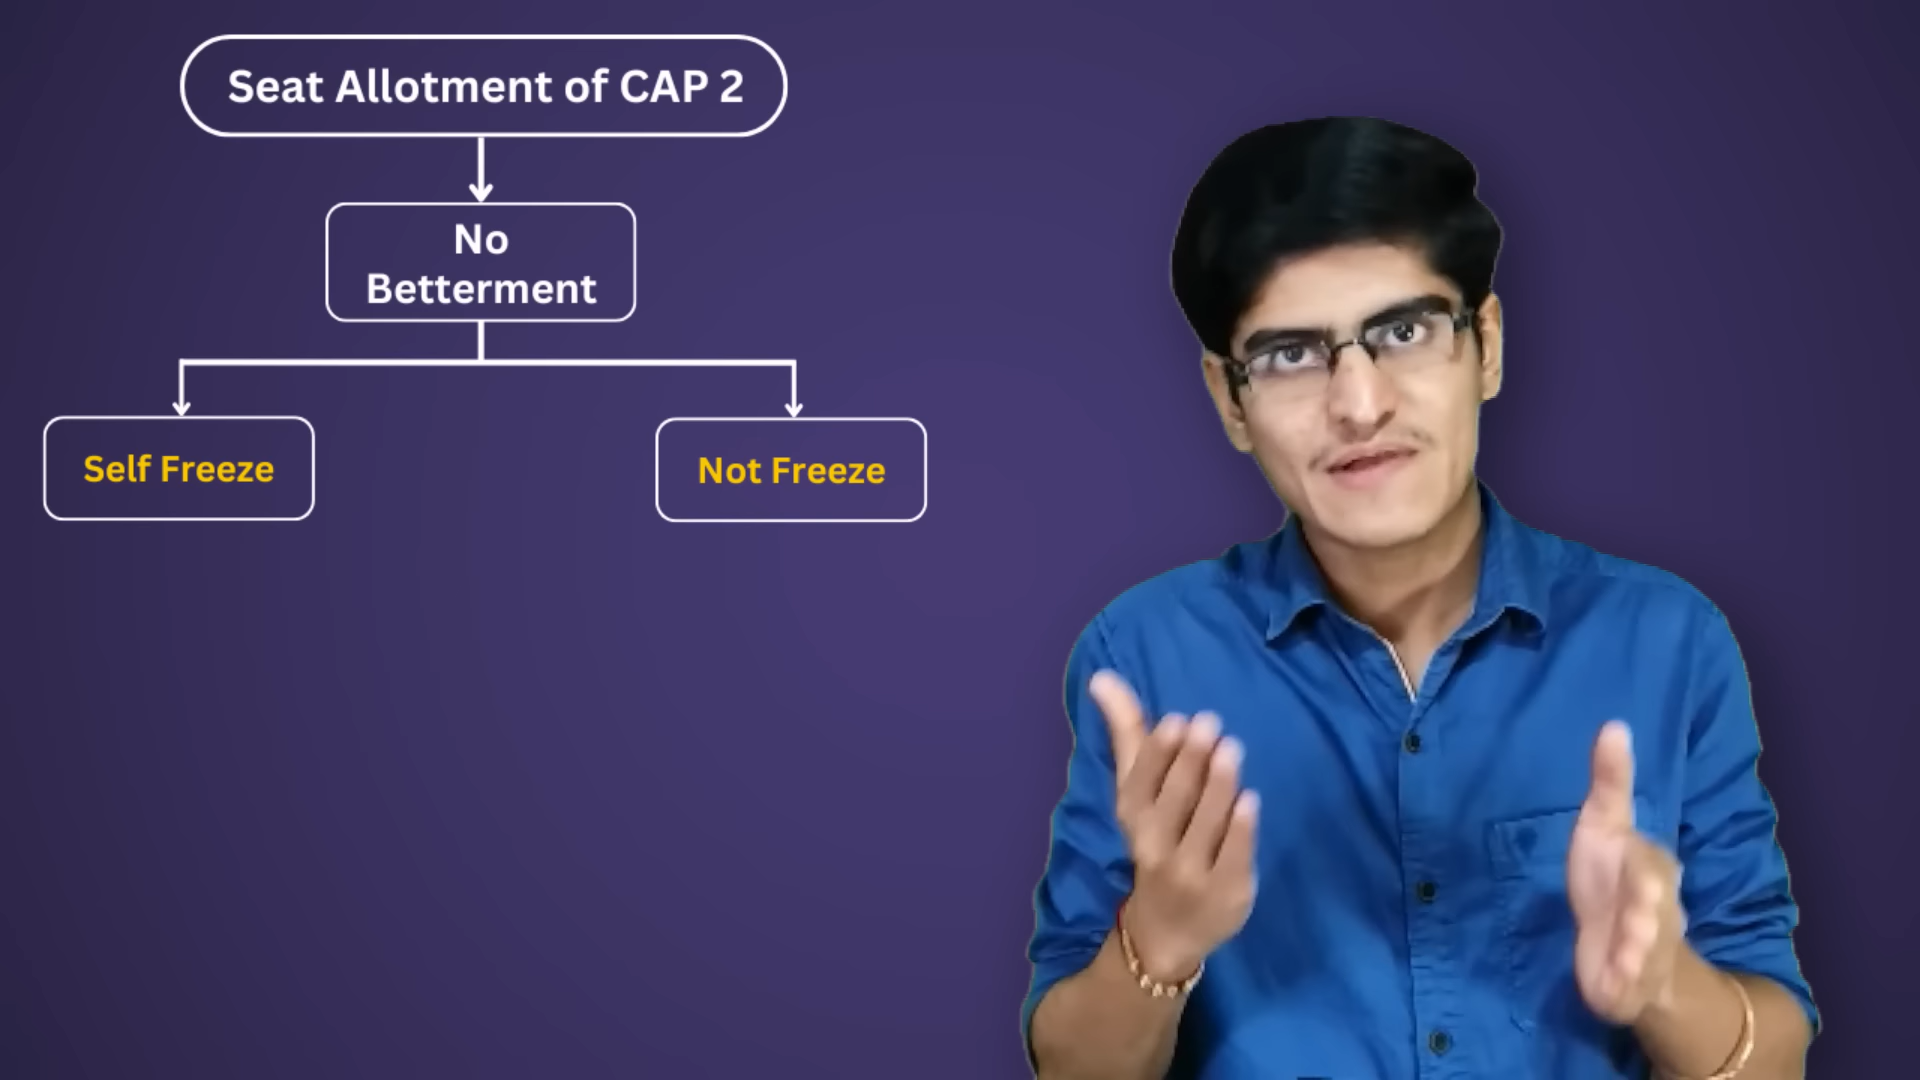 Seat Allotment of CAP 2
No
Betterment
Self Freeze
Not Freeze